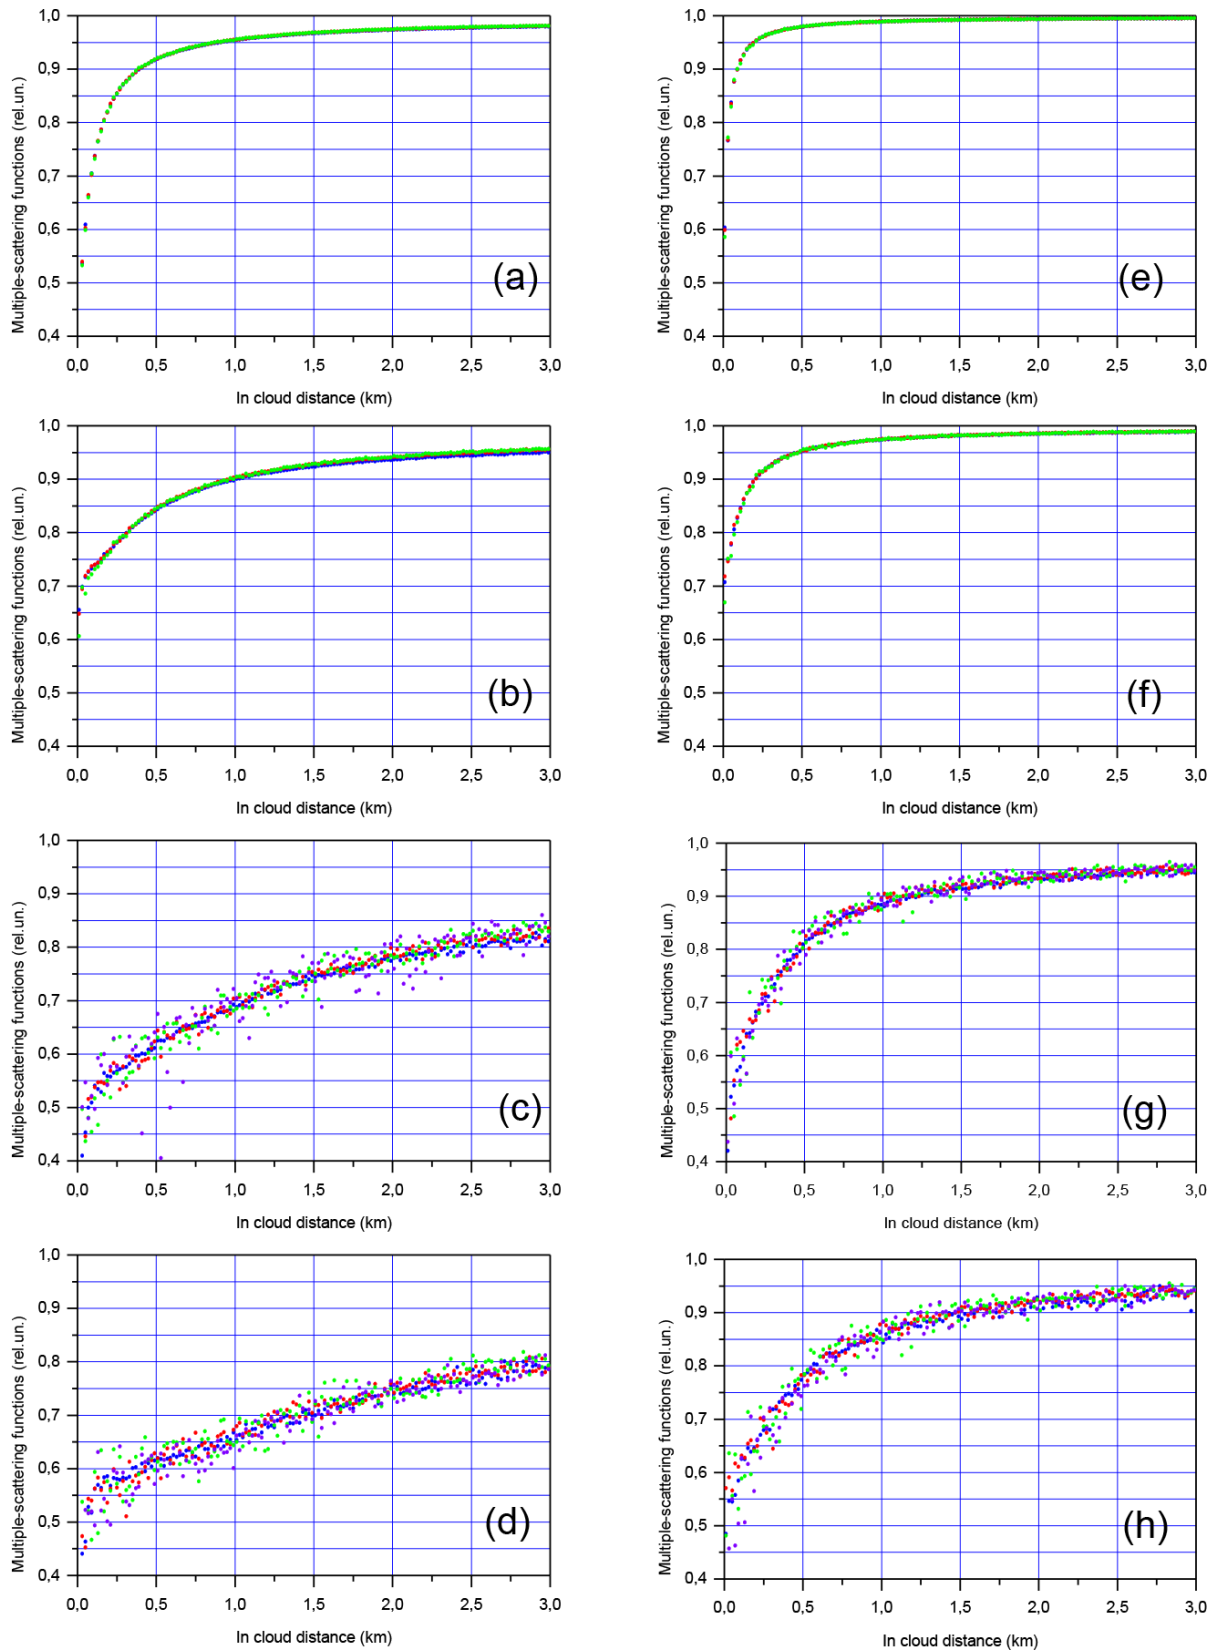 Multiple-scattering functions (rel.un.)
1,0
0,9
0,8
0,7
0,6
0,5
0,4
(a)
0,0 0,5 1,0 1,5 2,0 2,5 3,0
In cloud distance (km)
Multiple-scattering functions (rel.un.)
1,0
0,9
0,8
0,7
0,6
0,5
0,4
(e)
0,0 0,5 1,0 1,5 2,0 2,5 3,0
In cloud distance (km)
Multiple-scattering functions (rel.un.)
1,0
0,9
0,8
0,7
0,6
0,5
0,4
(b)
0,0 0,5 1,0 1,5 2,0 2,5 3,0
In cloud distance (km)
Multiple-scattering functions (rel.un.)
1,0
0,9
0,8
0,7
0,6
0,5
0,4
(f)
0,0 0,5 1,0 1,5 2,0 2,5 3,0
In cloud distance (km)
Multiple-scattering functions (rel.un.)
1,0
0,9
0,8
0,7
0,6
0,5
0,4
(c)
0,0 0,5 1,0 1,5 2,0 2,5 3,0
In cloud distance (km)
Multiple-scattering functions (rel.un.)
1,0
0,9
0,8
0,7
0,6
0,5
0,4
(g)
0,0 0,5 1,0 1,5 2,0 2,5 3,0
In cloud distance (km)
Multiple-scattering functions (rel.un.)
1,0
0,9
0,8
0,7
0,6
0,5
0,4
(d)
0,0 0,5 1,0 1,5 2,0 2,5 3,0
In cloud distance (km)
Multiple-scattering functions (rel.un.)
1,0
0,9
0,8
0,7
0,6
0,5
0,4
(h)
0,0 0,5 1,0 1,5 2,0 2,5 3,0
In cloud distance (km)